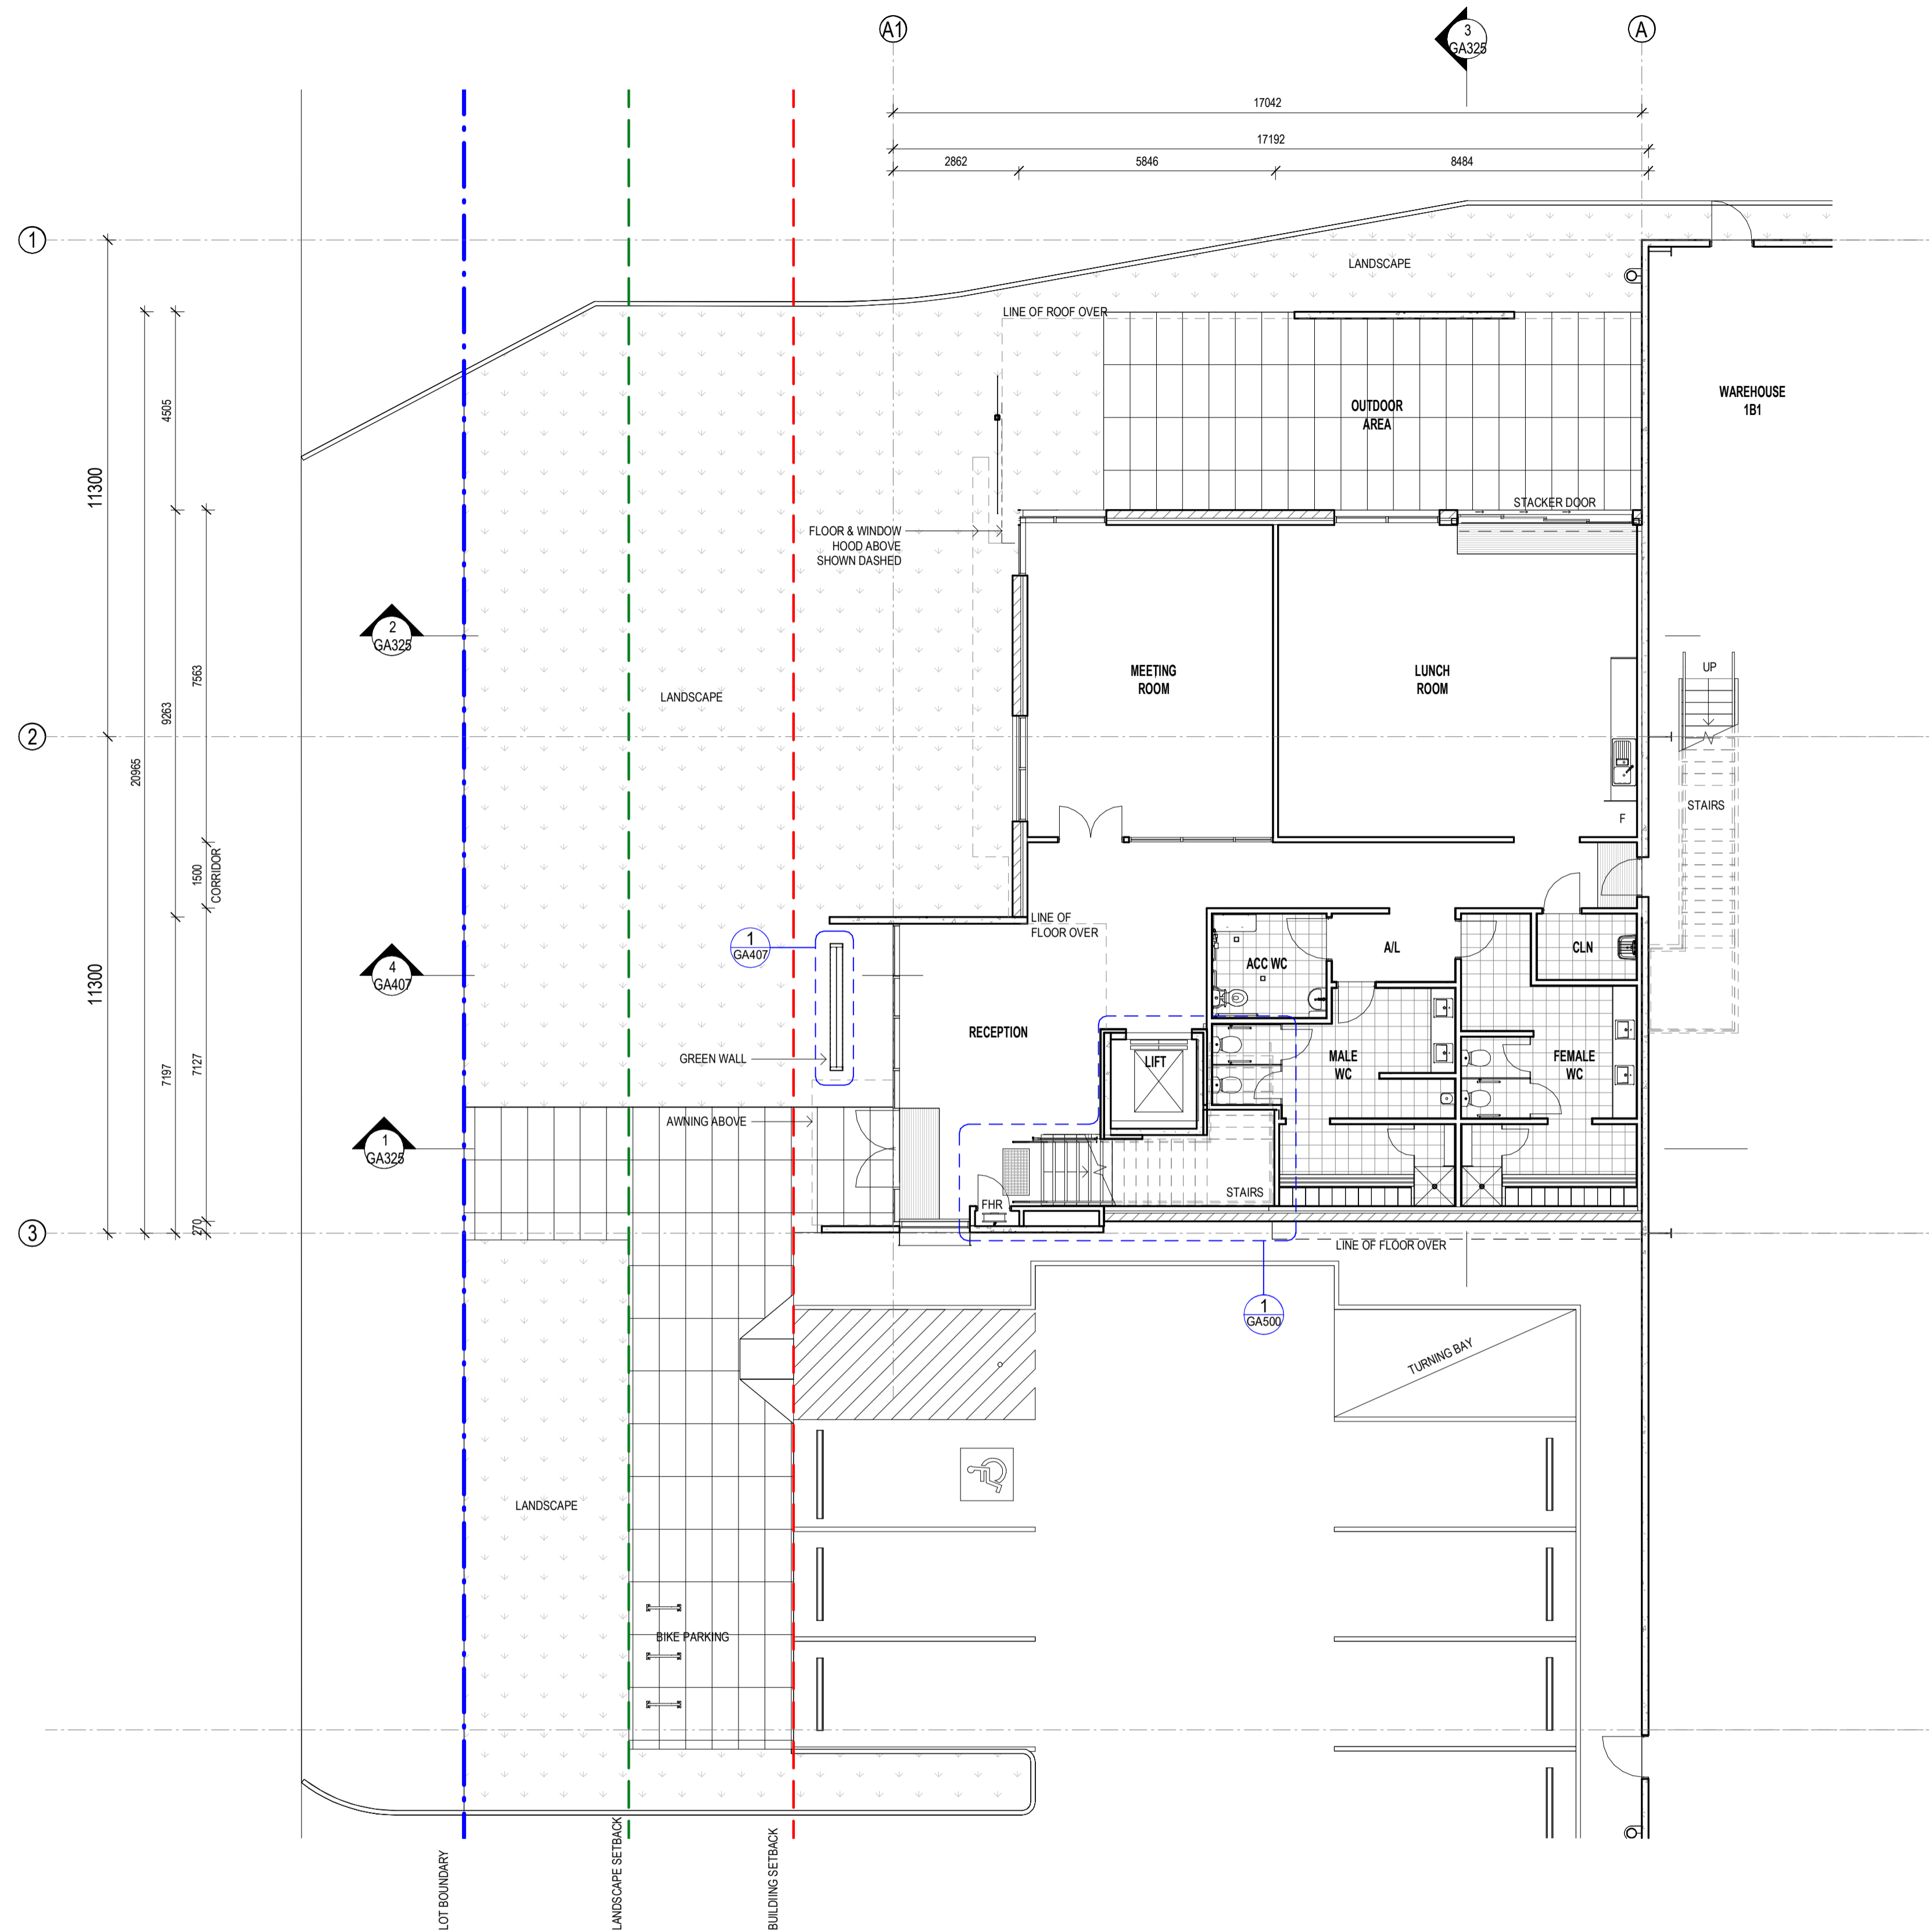 A1
3
GA325
A
17042
17192
2862
5846
8484
1
LANDSCAPE
LINE OF ROOF OVER
WAREHOUSE
1B1
OUTDOOR
AREA
4505
11300
STACKER DOOR
FLOOR & WINDOW
HOOD ABOVE
SHOWN DASHED
2
GA325
7563
MEETING
ROOM
LUNCH
ROOM
UP
LANDSCAPE
9263
2
20965
STAIRS
F
1500
CORRIDOR
LINE OF
FLOOR OVER
1
GA407
A/L
CLN
ACC WC
4
GA407
11300
RECEPTION
GREEN WALL
LIFT
MALE
WC
FEMALE
WC
7197
7127
AWNING ABOVE
1
GA325
STAIRS
FHR
270
3
LINE OF FLOOR OVER
1
GA500
TURNING BAY
LANDSCAPE
BIKE PARKING
LOT BOUNDARY
LANDSCAPE SETBACK
BUILDIING SETBACK